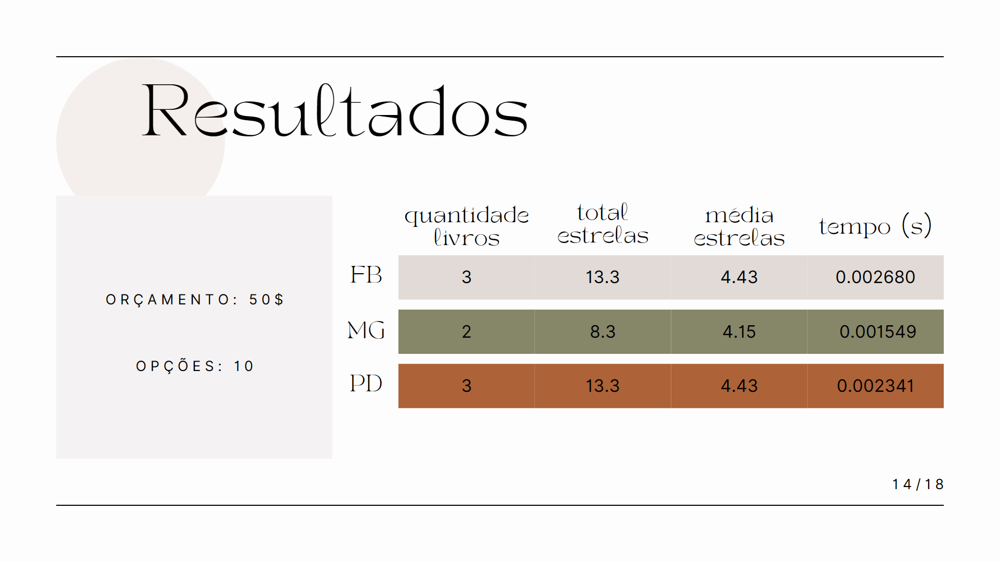 Resultados
ORÇAMENTO: 50$
OPÇÕES: 10
quantidade livros total estrelas média estrelas tempo (s)
FB 3 13.3 4.43 0.002680
MG 2 8.3 4.15 0.001549
PD 3 13.3 4.43 0.002341
14/18